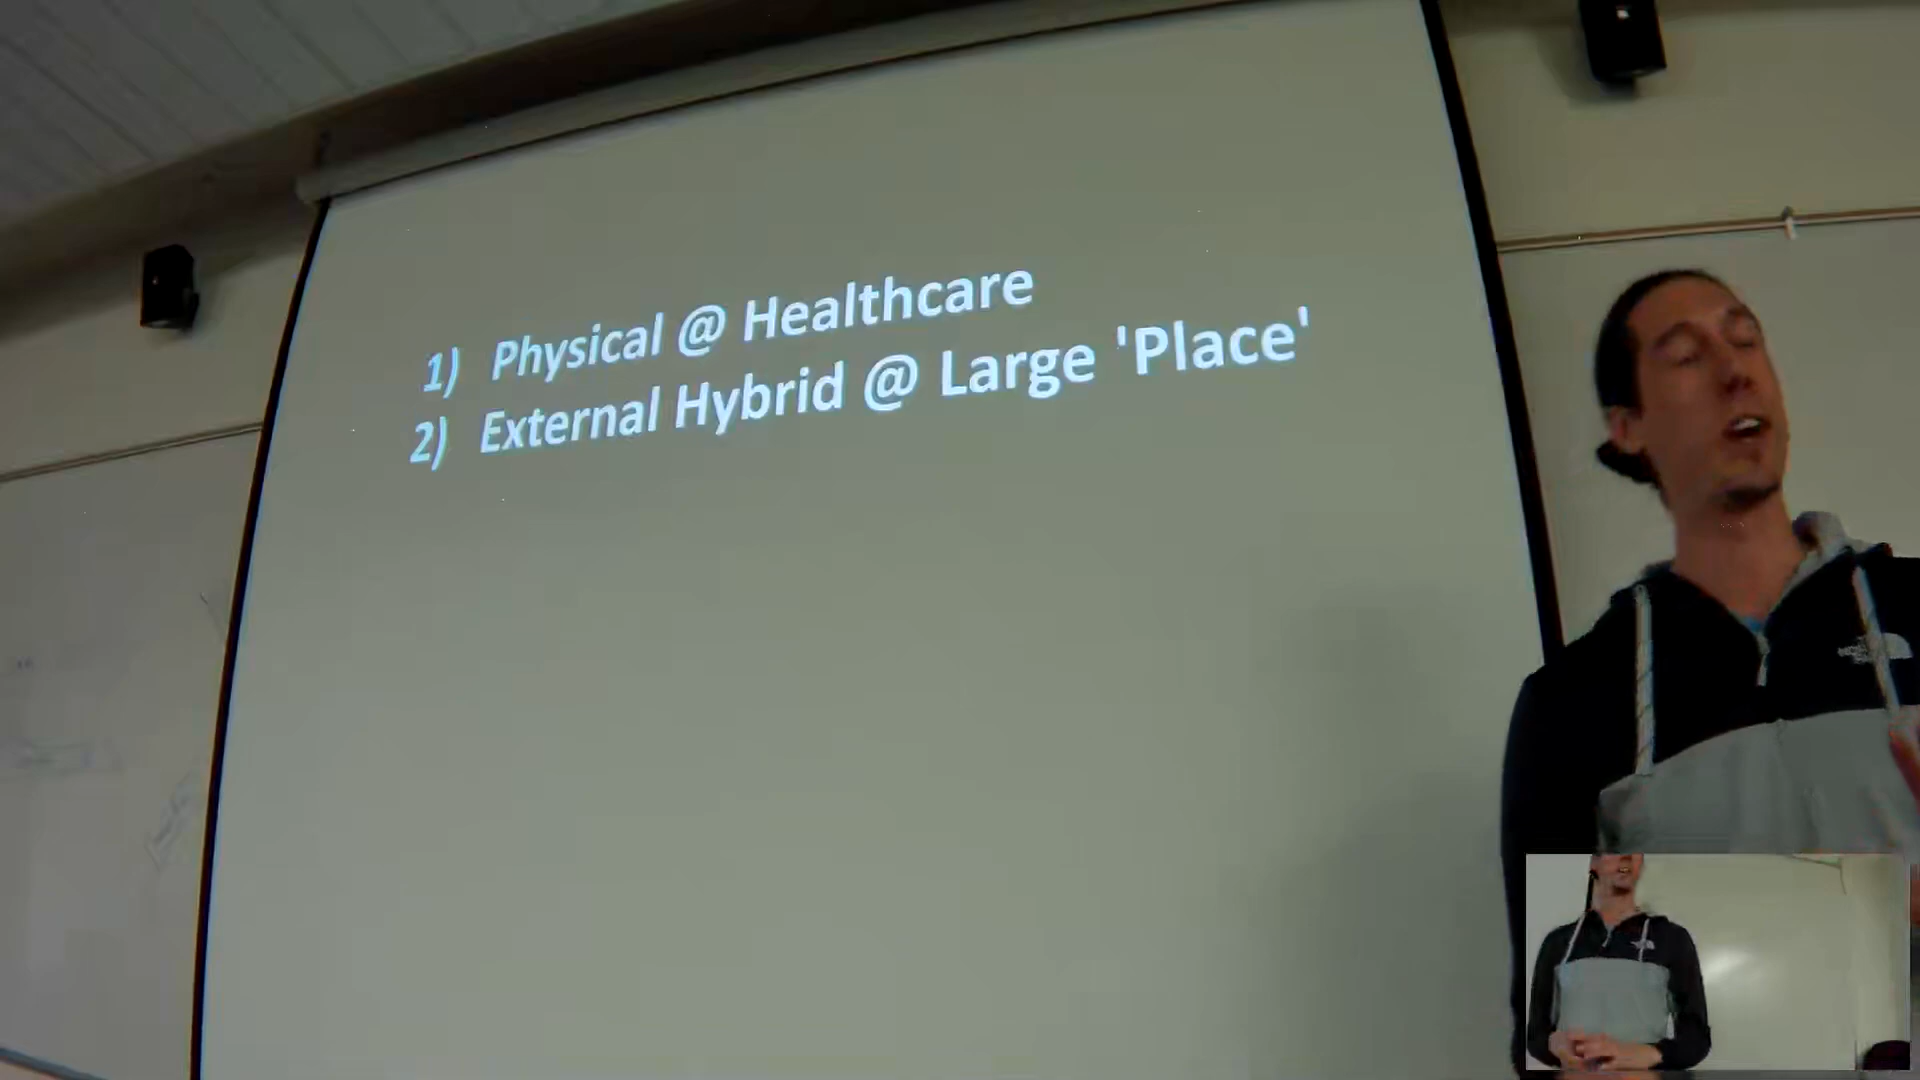 1) Physical @ Healthcare
2) External Hybrid @ Large 'Place'